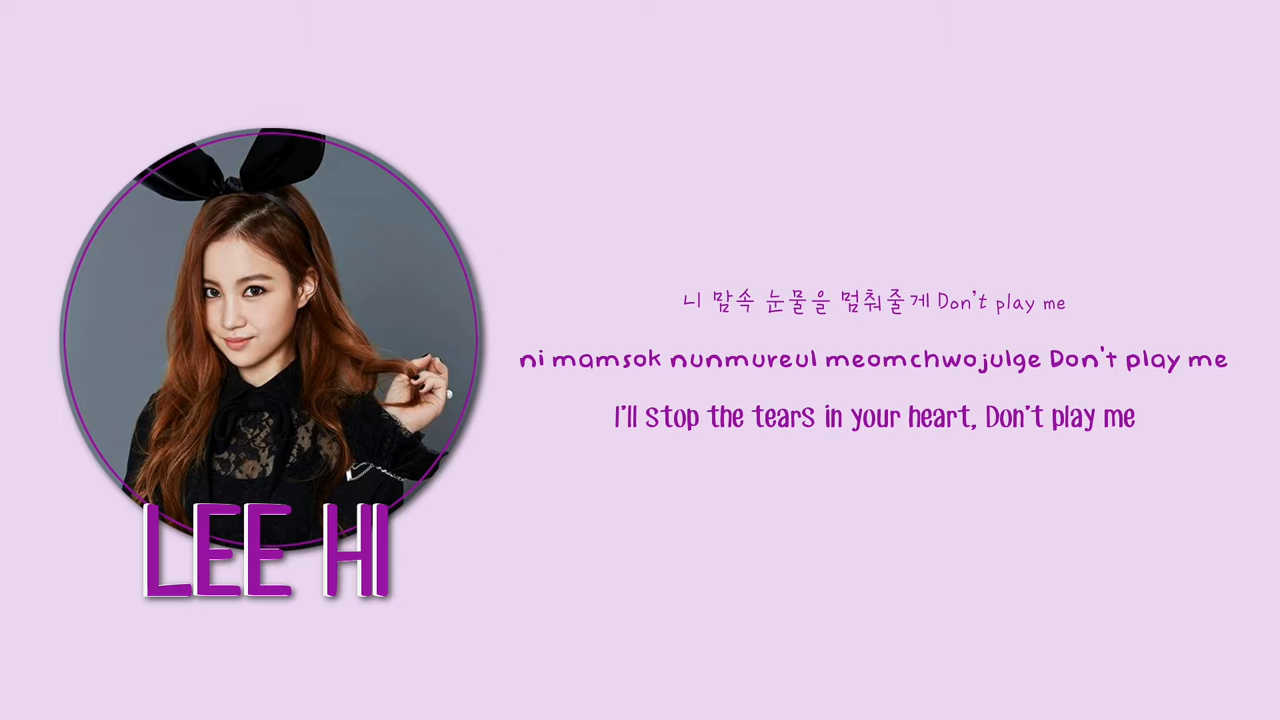 니 맘속 눈물을 멈춰줄게 Don't play me
ni mamsok nunmureul meomchwojulge Don't play me
I'll stop the tears in your heart, Don't play me
LEE HI